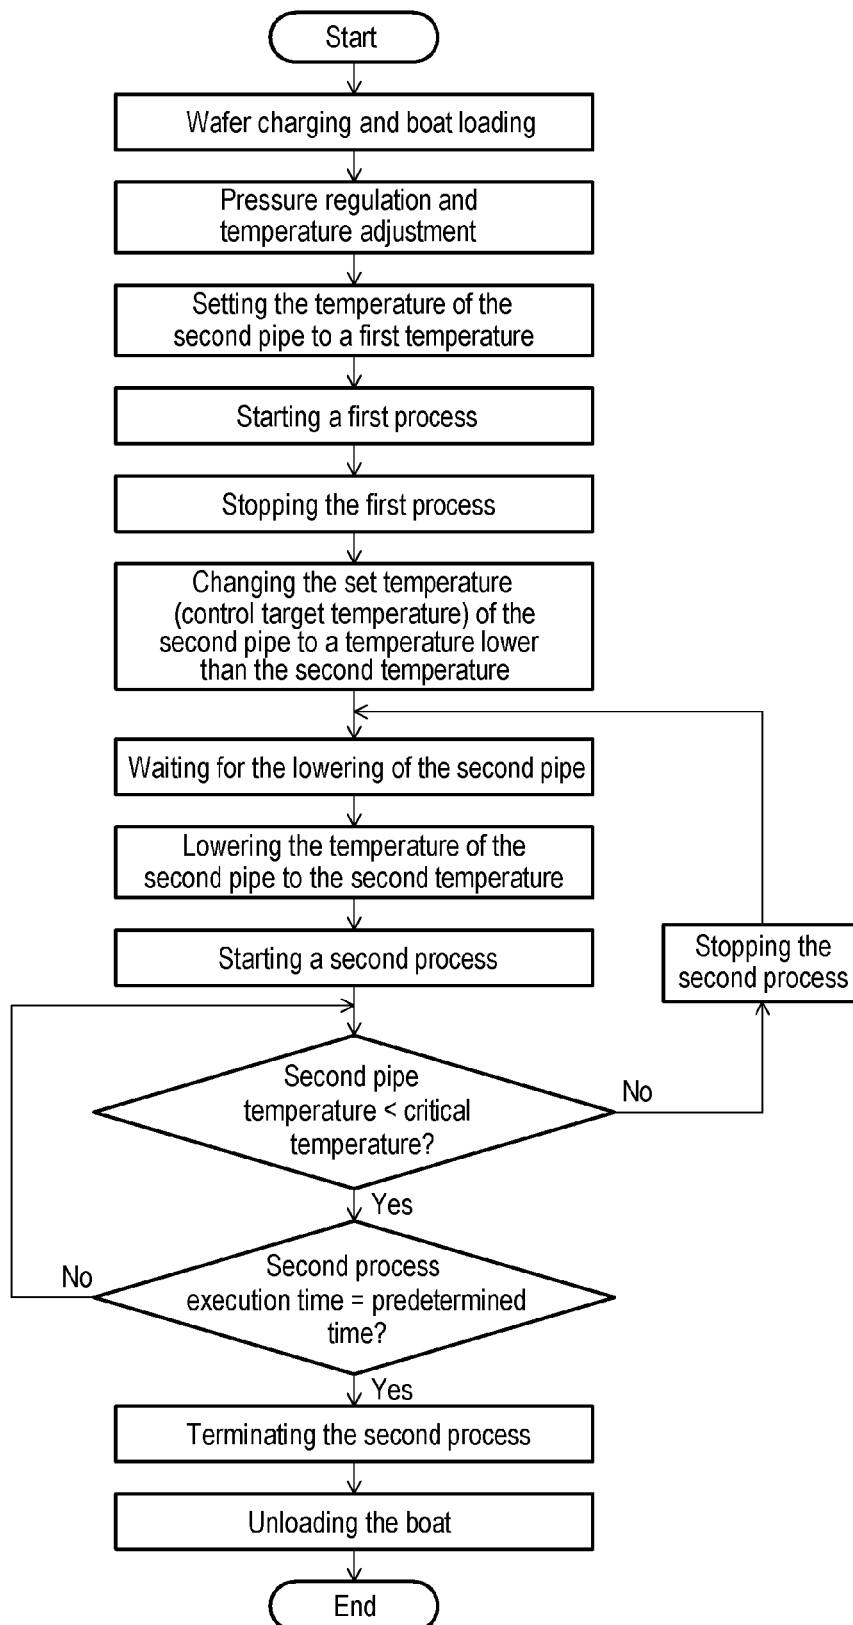 Start
Wafer charging and boat loading
Pressure regulation and
temperature adjustment
Setting the temperature of the
second pipe to a first temperature
Starting a first process
Stopping the first process
Changing the set temperature
(control target temperature) of the
second pipe to a temperature lower
than the second temperature
Waiting for the lowering of the second pipe
Lowering the temperature of the
second pipe to the second temperature
Starting a second process
Stopping the
second process
Second pipe
temperature < critical
temperature?
No
Yes
Second process
execution time = predetermined
time?
No
Yes
Terminating the second process
Unloading the boat
End